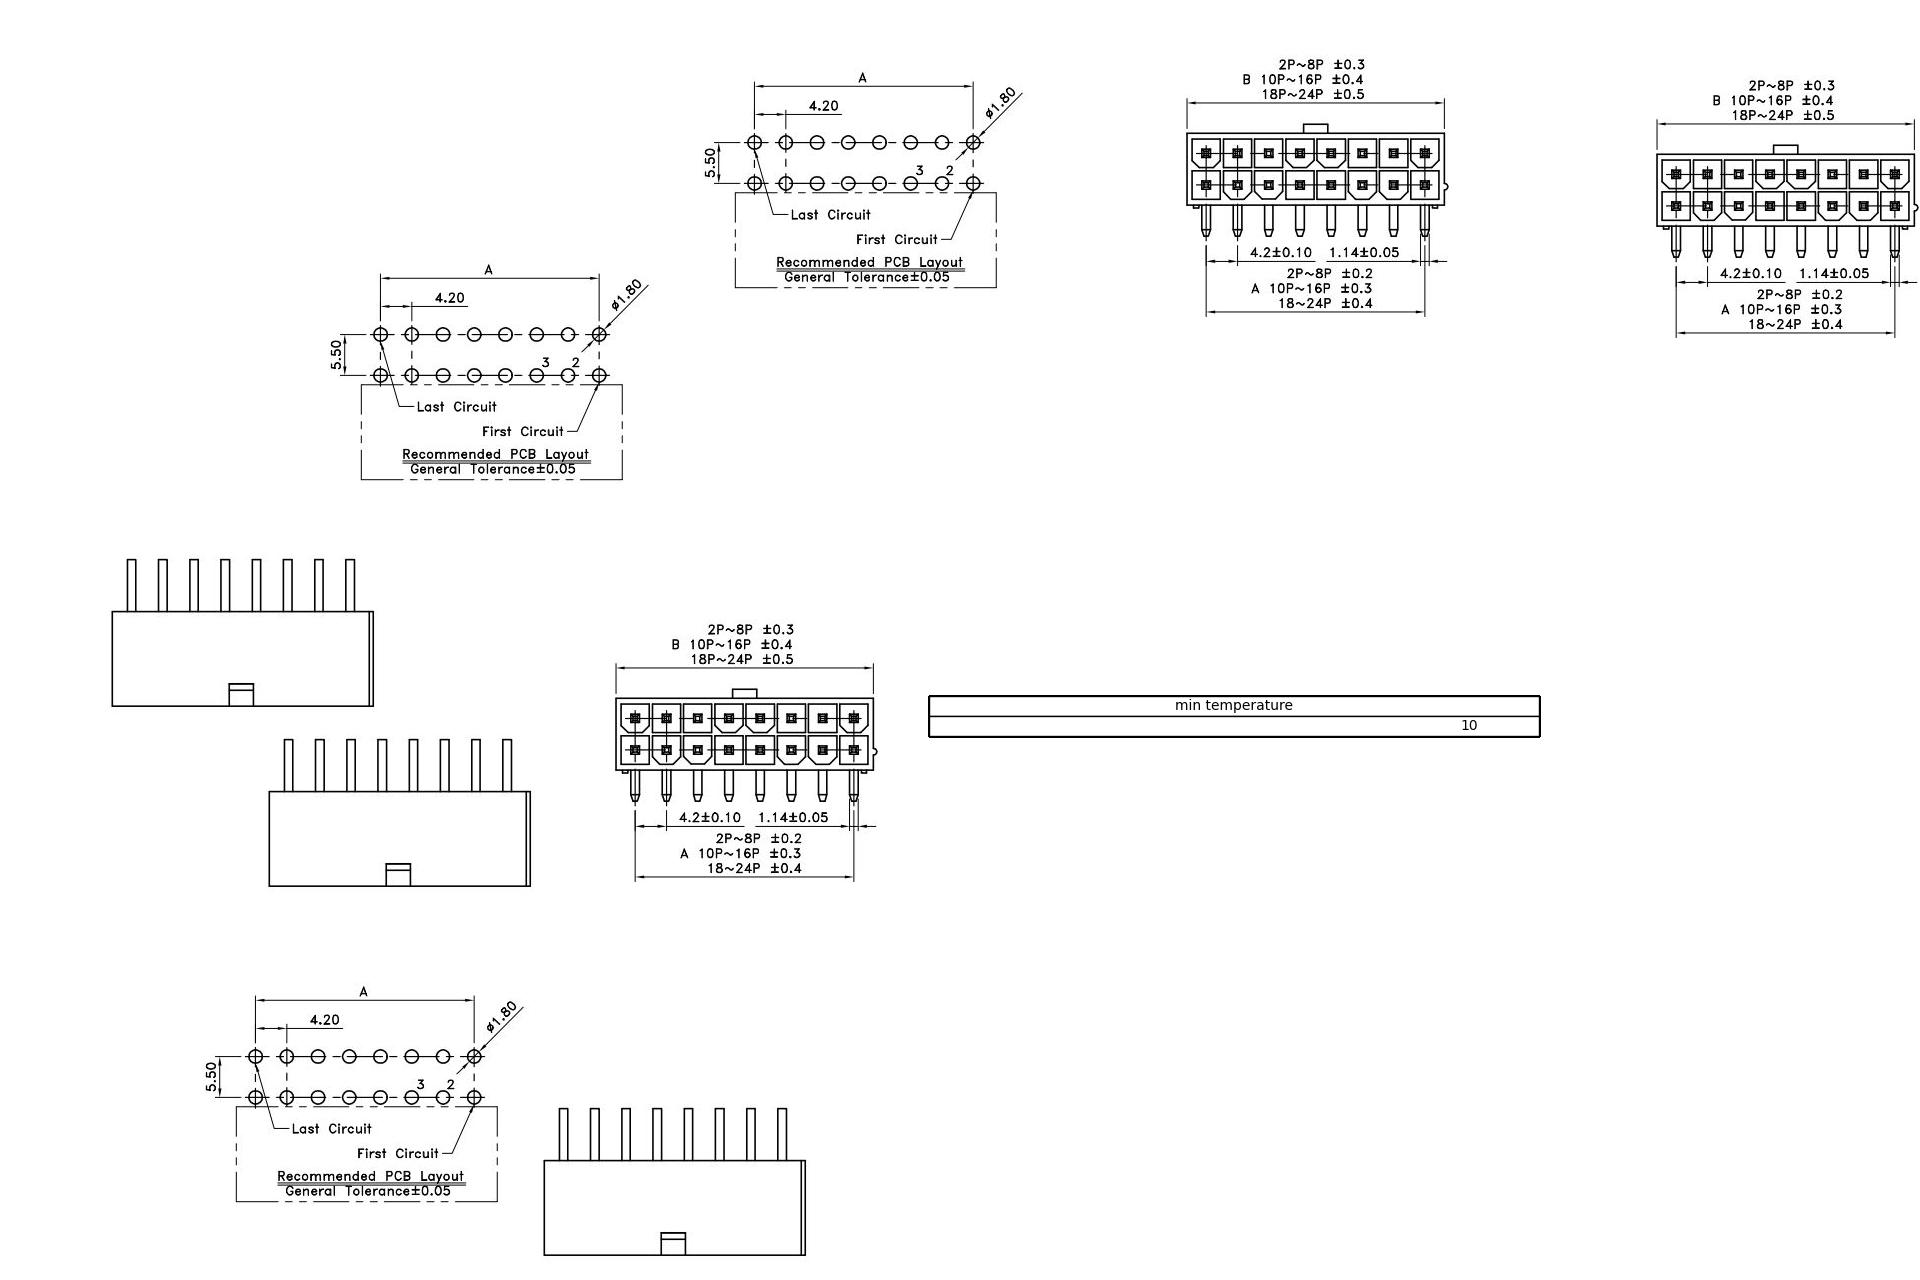 A
4.20
ø1.80
5.50
3 2
Last Circuit
First Circuit
Recommended PCB Layout
General Tolerance±0.05
2P~8P ±0.3
B 10P~16P ±0.4
18P~24P ±0.5
4.2±0.10 1.14±0.05
2P~8P ±0.2
A 10P~16P ±0.3
18~24P ±0.4
2P~8P ±0.3
B 10P~16P ±0.4
18P~24P ±0.5
4.2±0.10 1.14±0.05
2P~8P ±0.2
A 10P~16P ±0.3
18~24P ±0.4
A
4.20
ø1.80
5.50
3 2
Last Circuit
First Circuit
Recommended PCB Layout
General Tolerance±0.05
2P~8P ±0.3
B 10P~16P ±0.4
18P~24P ±0.5
4.2±0.10 1.14±0.05
2P~8P ±0.2
A 10P~16P ±0.3
18~24P ±0.4
min temperature
10
A
4.20
ø1.80
5.50
3 2
Last Circuit
First Circuit
Recommended PCB Layout
General Tolerance±0.05